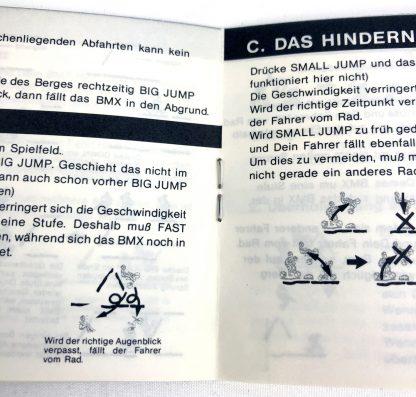 chenliegenden Abfahrten kann kein
e des Berges rechtzeitig BIG JUMP
ck, dann fällt das BMX in den Abgrund.
n Spielfeld.
IG JUMP. Geschieht das nicht im
ann auch schon vorher BIG JUMP
en)
erringert sich die Geschwindigkeit
eine Stufe. Deshalb muß FAST
en, während sich das BMX noch in
et.
Wird der richtige Augenblick
verpasst, fällt der Fahrer
vom Rad.
C. DAS HINDERN
Drücke SMALL JUMP und das
funktioniert hier nicht)
Die Geschwindigkeit verringert
Wird der richtige Zeitpunkt ver
der Fahrer vom Rad.
Wird SMALL JUMP zu früh gedr
und Dein Fahrer fällt ebenfall
Um dies zu vermeiden, muß m
nicht gerade ein anderes Rad